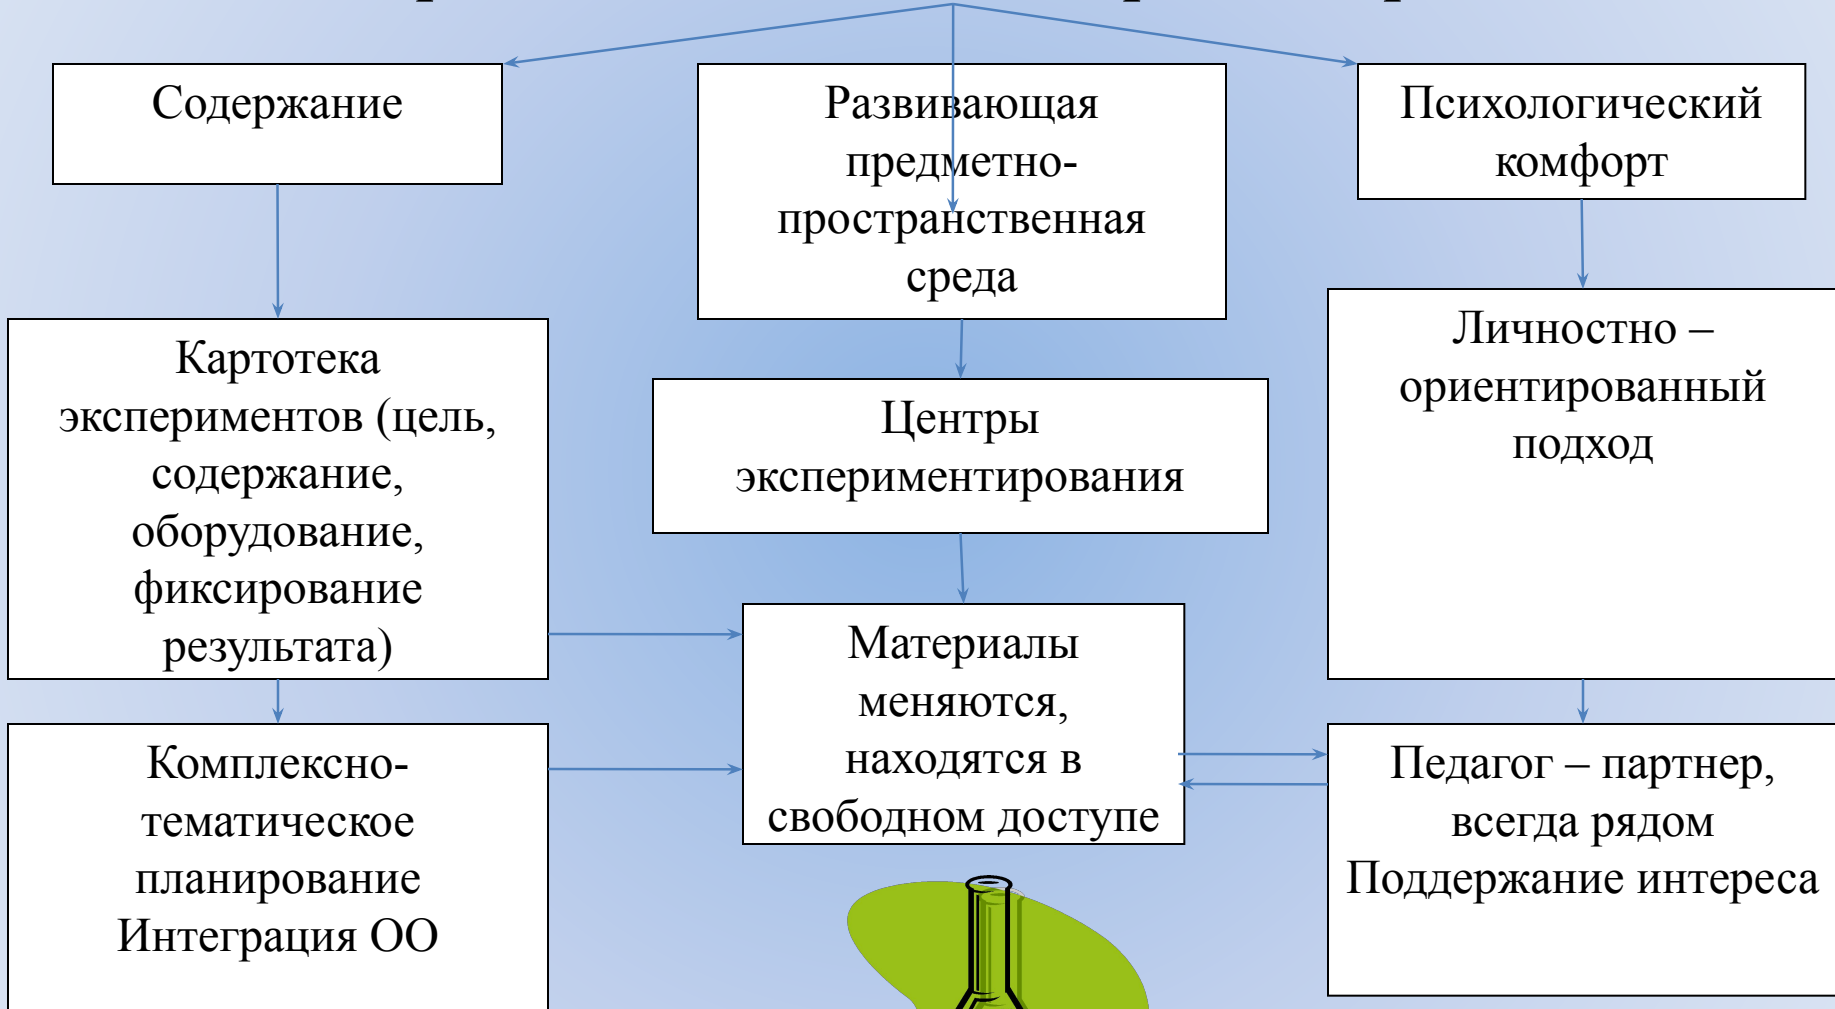 Содержание
Развивающая
предметно-
пространственная
среда
Психологический
комфорт
Картотека
экспериментов (цель,
содержание,
оборудование,
фиксирование
результата)
Центры
экспериментирования
Личностно –
ориентированный
подход
Материалы
меняются,
находятся в
свободном доступе
Комплексно-
тематическое
планирование
Интеграция ОО
Педагог – партнер,
всегда рядом
Поддержание интереса